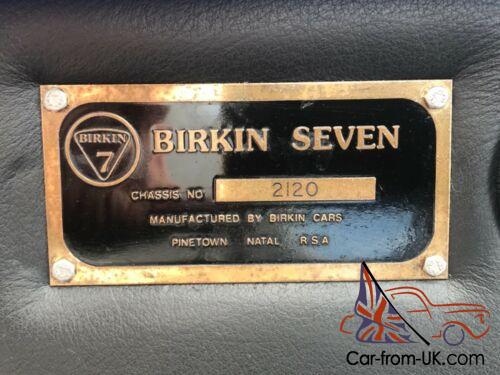 BIRKIN
7
BIRKIN SEVEN
CHASSIS NO 2120
MANUFACTURED BY BIRKIN CARS
PINETOWN NATAL R S A
Car-from-UK.com